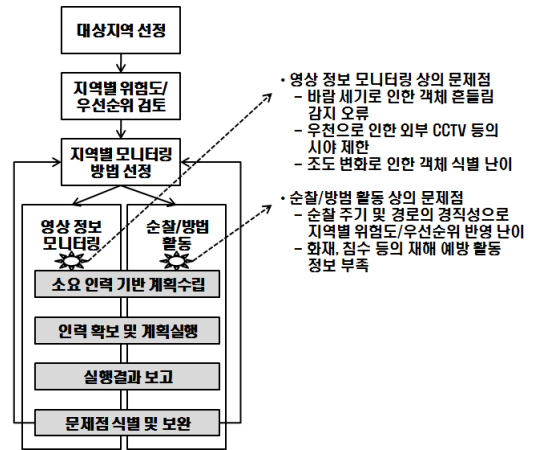 대상지역 선정
지역별 위험도/
우선순위 검토
지역별 모니터링
방법 선정
영상 정보
모니터링
순찰/방법
활동
소요 인력 기반 계획수립
인력 확보 및 계획실행
실행결과 보고
문제점 식별 및 보완
· 영상 정보 모니터링 상의 문제점
– 바람 세기로 인한 객체 흔들림
감지 오류
– 우천으로 인한 외부 CCTV 등의
시야 제한
– 조도 변화로 인한 객체 식별 난이
· 순찰/방범 활동 상의 문제점
– 순찰 주기 및 경로의 경직성으로
지역별 위험도/우선순위 반영 난이
– 화재, 침수 등의 재해 예방 활동
정보 부족